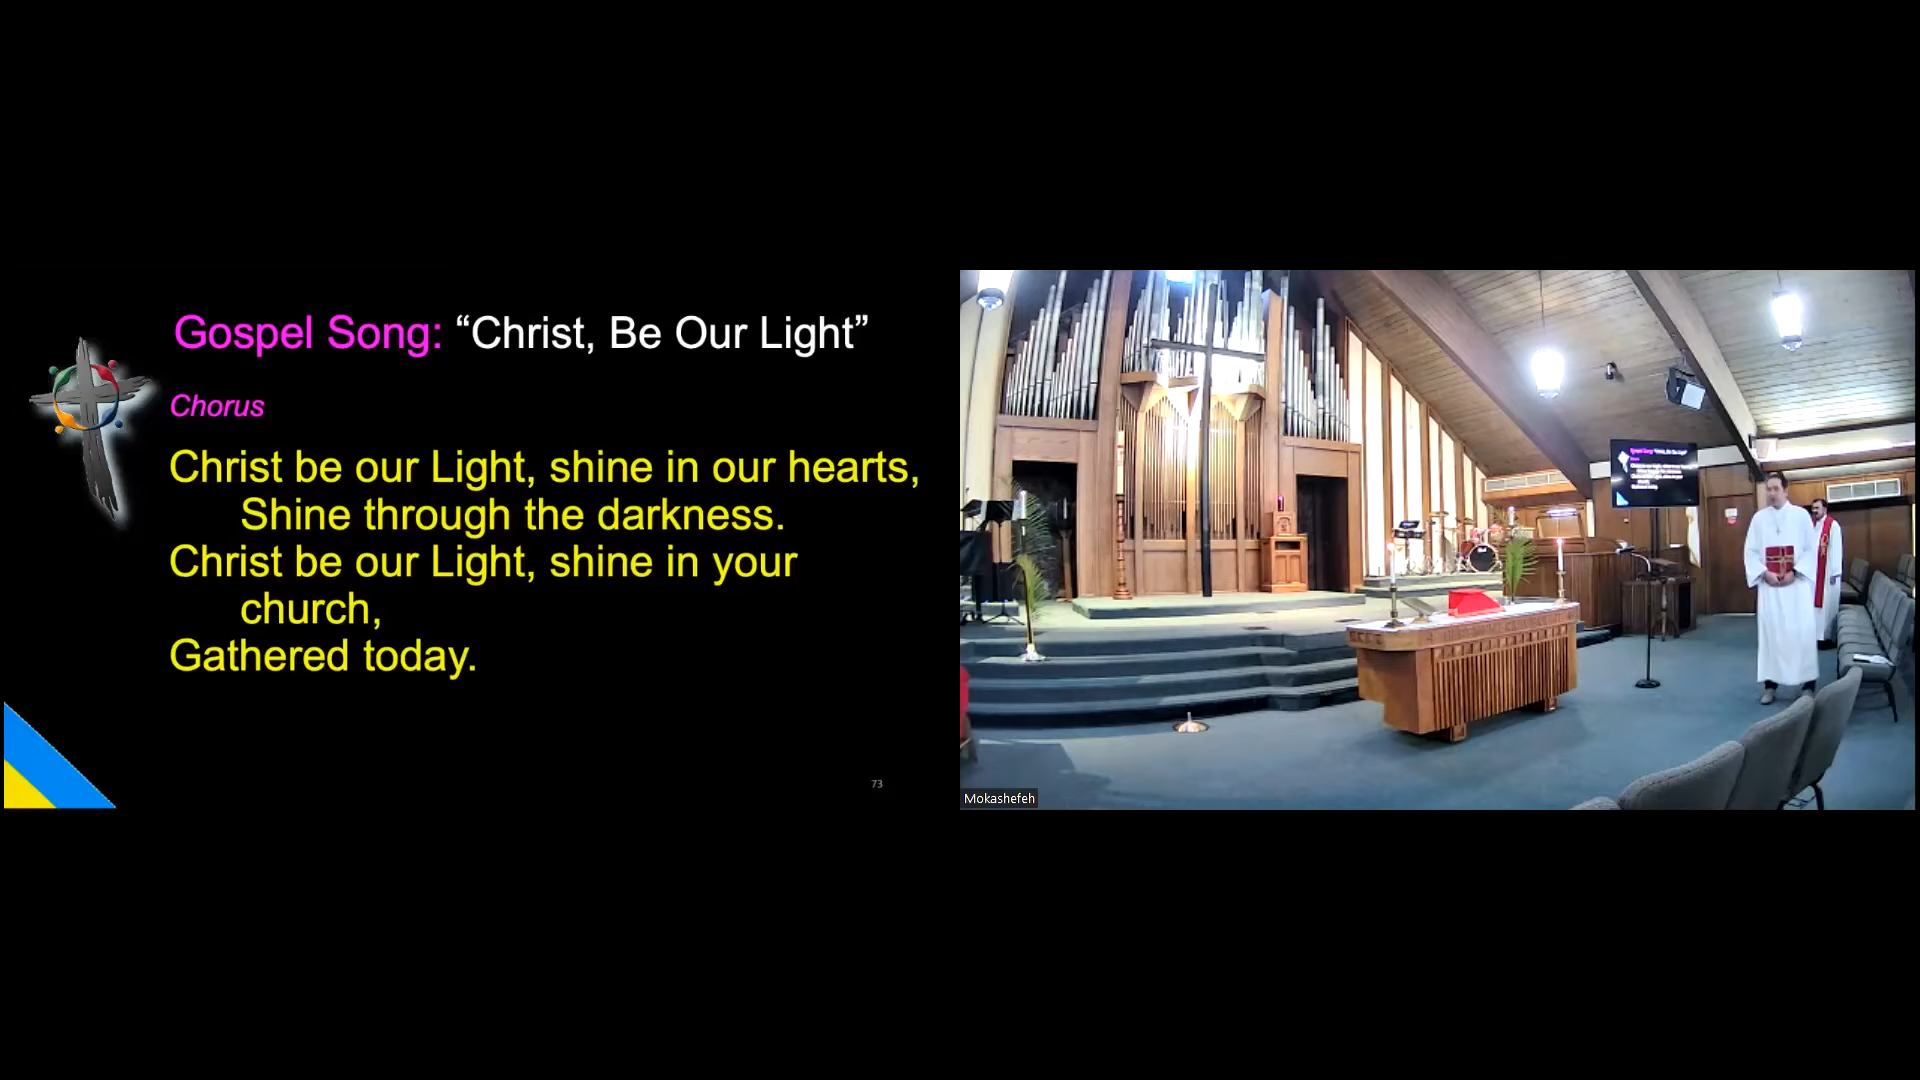 Gospel Song: “Christ, Be Our Light”
Chorus
Christ be our Light, shine in our hearts,
Shine through the darkness.
Christ be our Light, shine in your
church,
Gathered today.
73
Mokashefeh